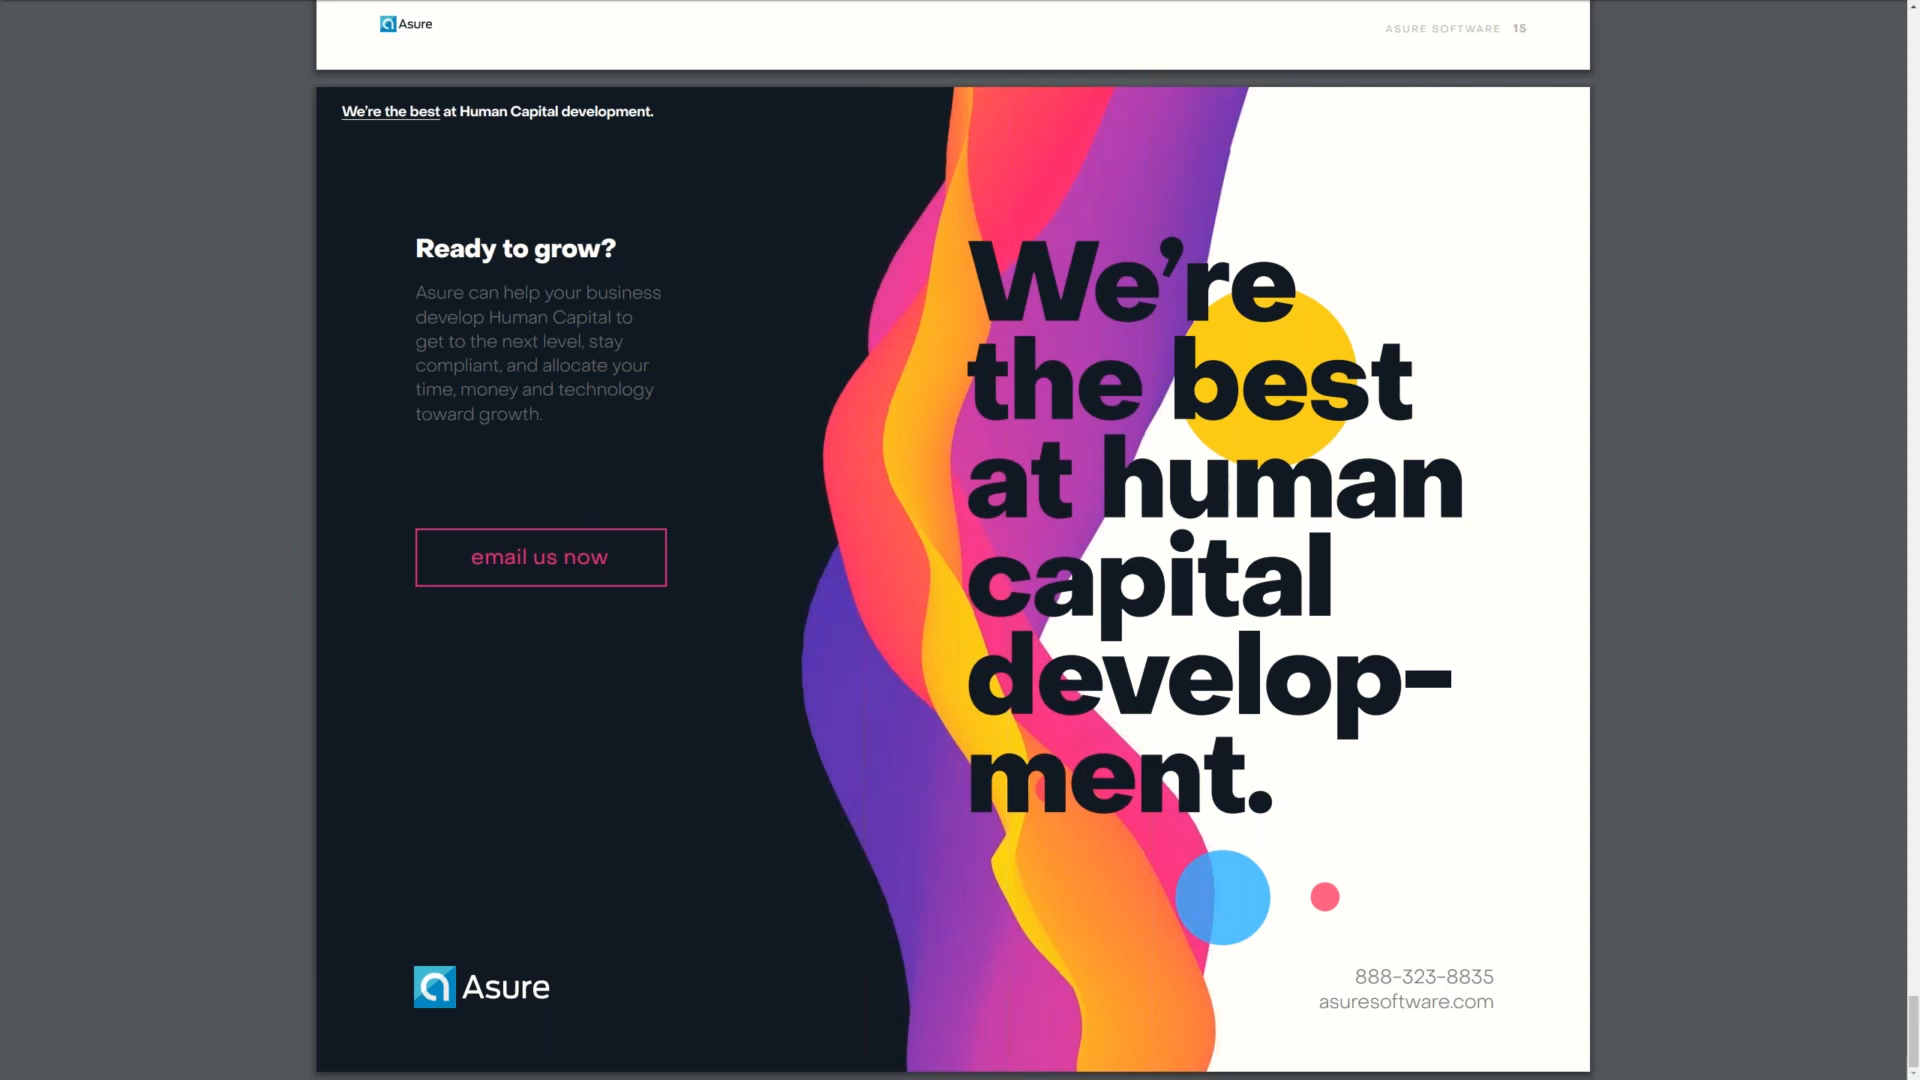 Asure
ASURE SOFTWARE 15
We're the best at Human Capital development.
Ready to grow?
Asure can help your business
develop Human Capital to
get to the next level, stay
compliant, and allocate your
time, money and technology
toward growth.
email us now
Asure
We're
the best
at human
capital
develop-
ment.
888-323-8835
asuresoftware.com